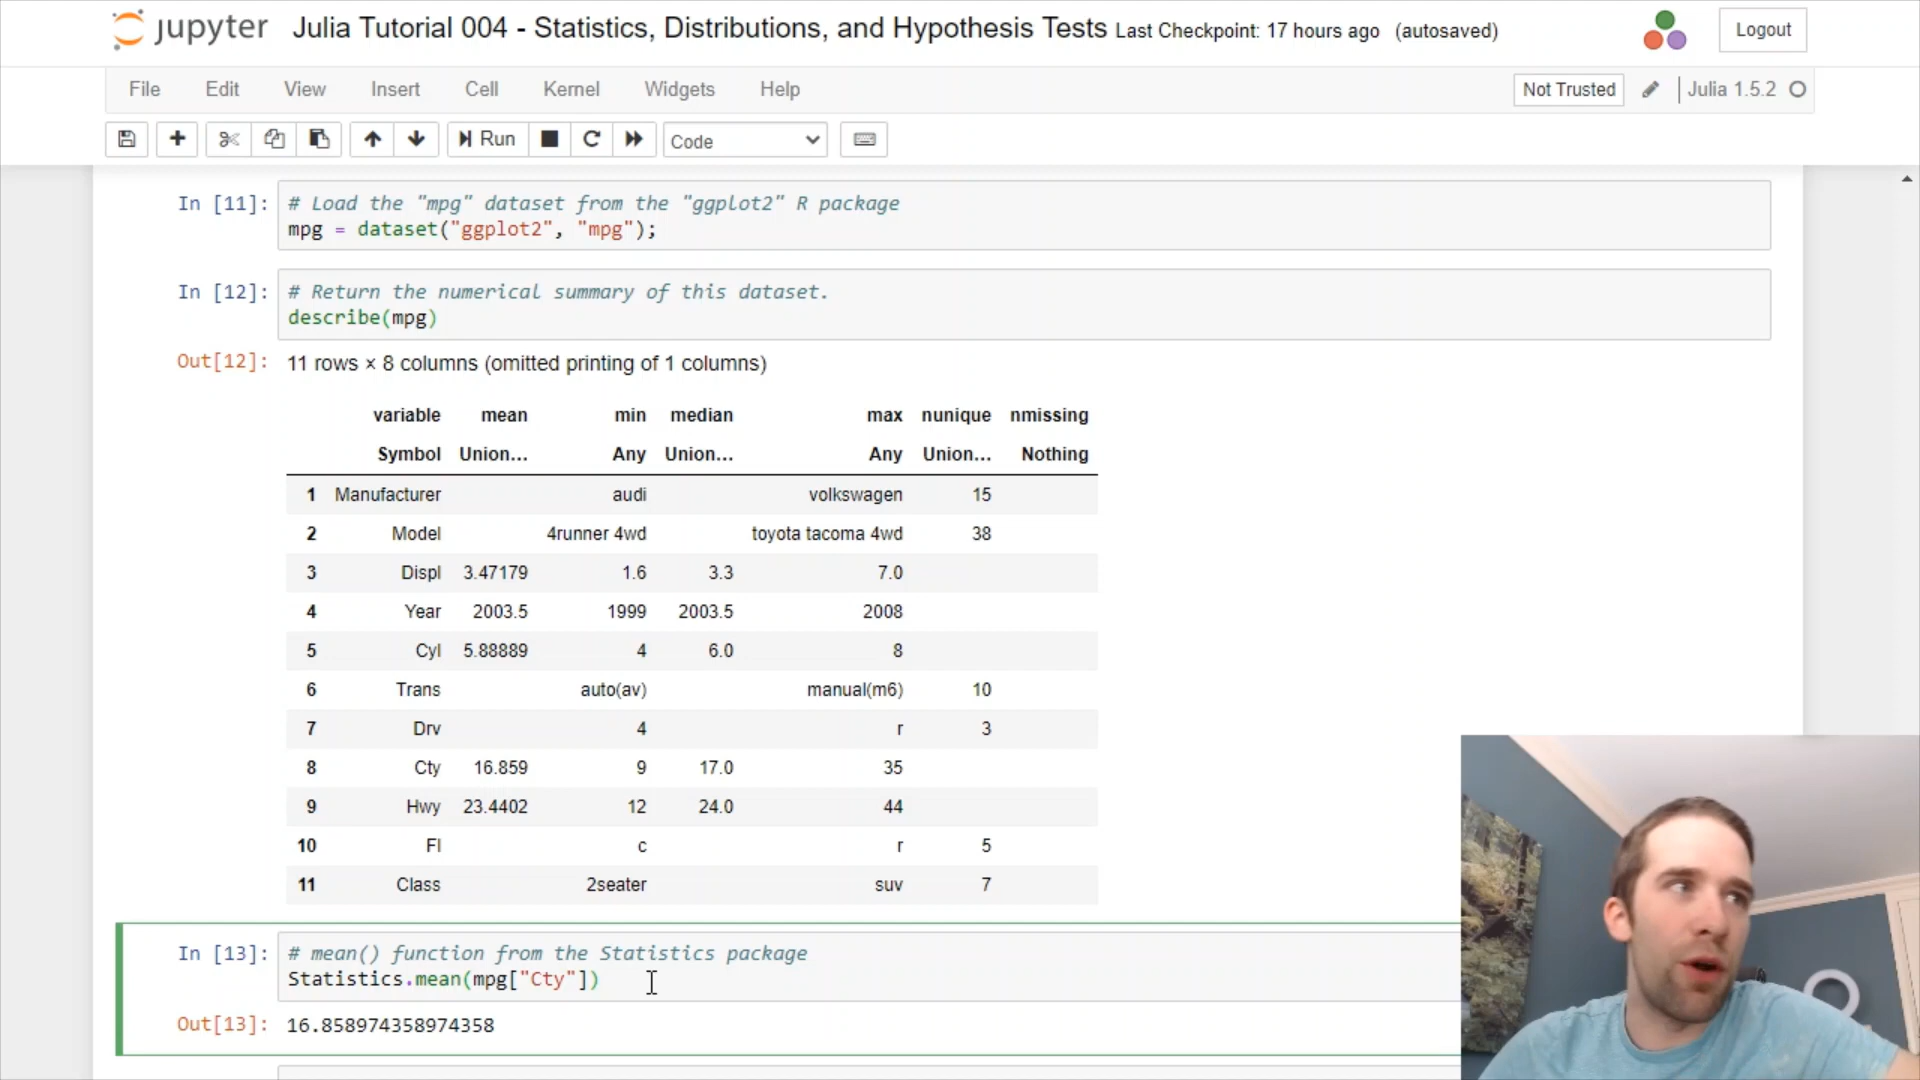 jupyter Julia Tutorial 004 - Statistics, Distributions, and Hypothesis Tests Last Checkpoint: 17 hours ago (autosaved) Logout
File Edit View Insert Cell Kernel Widgets Help Not Trusted Julia 1.5.2
Run Code
In [11]: # Load the "mpg" dataset from the "ggplot2" R package
mpg = dataset("ggplot2", "mpg");
In [12]: # Return the numerical summary of this dataset.
describe(mpg)
Out[12]: 11 rows × 8 columns (omitted printing of 1 columns)
variable mean min median max nunique nmissing
Symbol Union… Any Union… Any Union… Nothing
1 Manufacturer audi volkswagen 15
2 Model 4runner 4wd toyota tacoma 4wd 38
3 Displ 3.47179 1.6 3.3 7.0
4 Year 2003.5 1999 2003.5 2008
5 Cyl 5.88889 4 6.0 8
6 Trans auto(av) manual(m6) 10
7 Drv 4 r 3
8 Cty 16.859 9 17.0 35
9 Hwy 23.4402 12 24.0 44
10 Fl c r 5
11 Class 2seater suv 7
In [13]: # mean() function from the Statistics package
Statistics.mean(mpg["Cty"])
Out[13]: 16.858974358974358